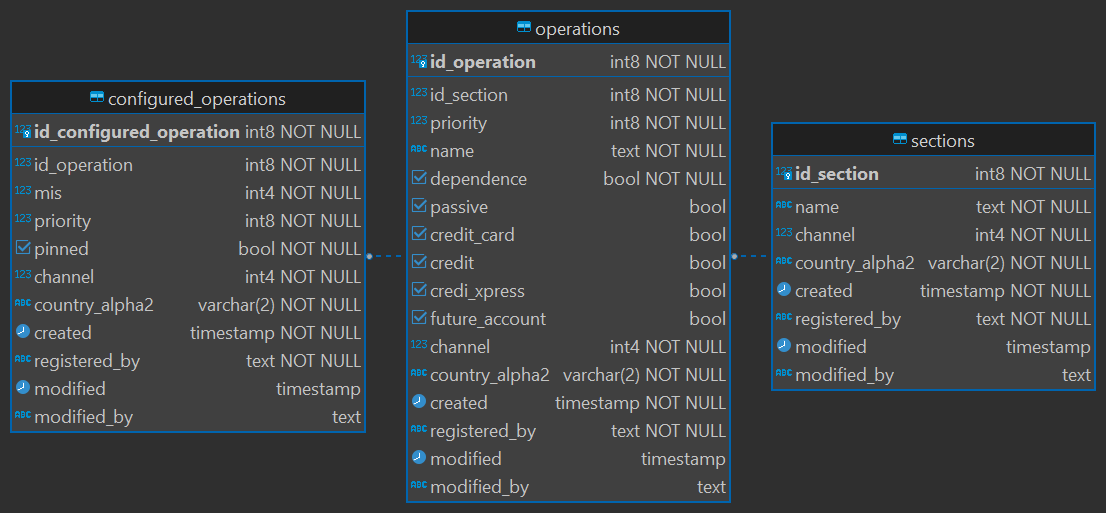 configured_operations
id_configured_operation int8 NOT NULL
id_operation int8 NOT NULL
mis int4 NOT NULL
priority int8 NOT NULL
pinned bool NOT NULL
channel int4 NOT NULL
country_alpha2 varchar(2) NOT NULL
created timestamp NOT NULL
registered_by text NOT NULL
modified timestamp
modified_by text
operations
id_operation int8 NOT NULL
id_section int8 NOT NULL
priority int8 NOT NULL
name text NOT NULL
dependence bool NOT NULL
passive bool
credit_card bool
credit bool
credi_xpress bool
future_account bool
channel int4 NOT NULL
country_alpha2 varchar(2) NOT NULL
created timestamp NOT NULL
registered_by text NOT NULL
modified timestamp
modified_by text
sections
id_section int8 NOT NULL
name text NOT NULL
channel int4 NOT NULL
country_alpha2 varchar(2) NOT NULL
created timestamp NOT NULL
registered_by text NOT NULL
modified timestamp
modified_by text